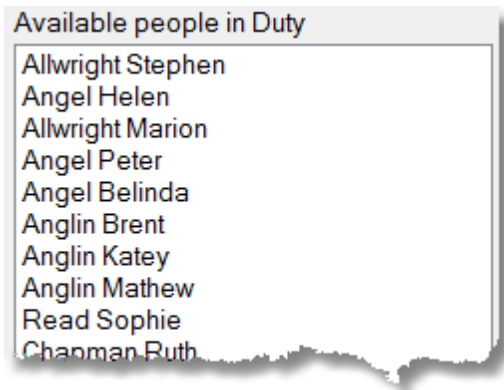 Available people in Duty
Allwright Stephen
Angel Helen
Allwright Marion
Angel Peter
Angel Belinda
Anglin Brent
Anglin Katey
Anglin Mathew
Read Sophie
Chapman Ruth